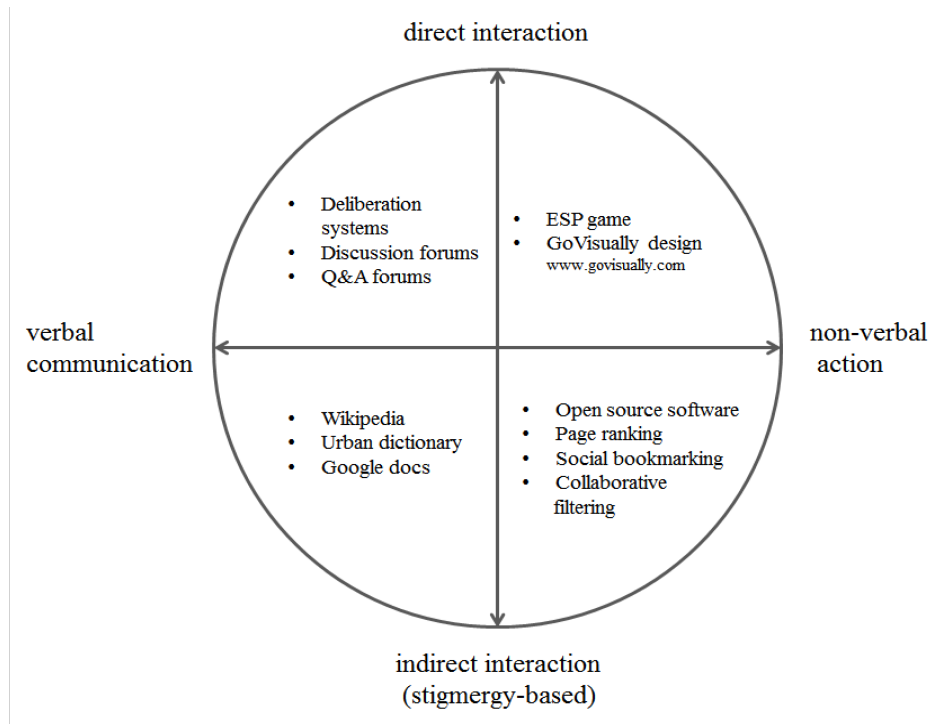 direct interaction
• Deliberation
systems
• Discussion forums
• Q&A forums
• ESP game
• GoVisually design
www.govisually.com
verbal
communication
non-verbal
action
• Wikipedia
• Urban dictionary
• Google docs
• Open source software
• Page ranking
• Social bookmarking
• Collaborative
filtering
indirect interaction
(stigmergy-based)